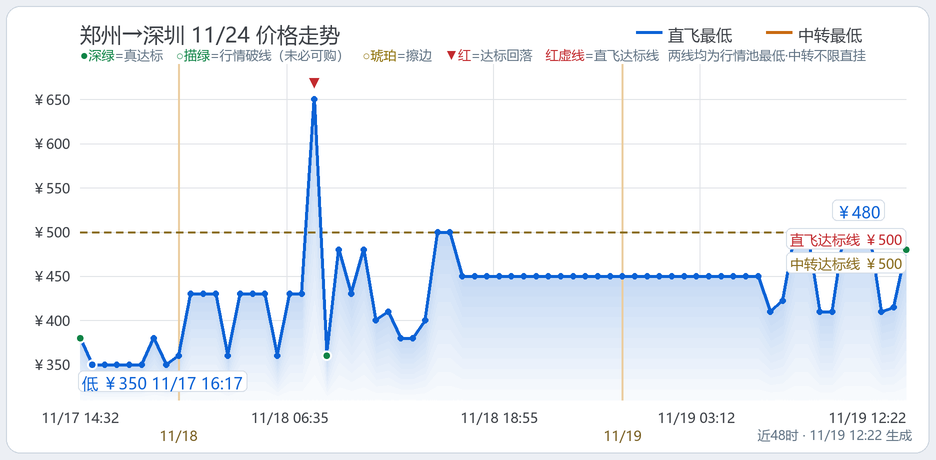 郑州→深圳 11/24 价格走势
直飞最低 中转最低
●深绿=真达标 ○描绿=行情破线（未必可购） ○琥珀=擦边 ▼红=达标回落 红虚线=直飞达标线 两线均为行情池最低·中转不限直挂
¥650
¥600
¥550
¥500
¥450
¥400
¥350
¥480
直飞达标线 ¥500
中转达标线 ¥500
低 ¥350 11/17 16:17
11/17 14:32 11/18 06:35 11/18 18:55 11/19 03:12 11/19 12:22
11/18 11/19
近48时 · 11/19 12:22 生成